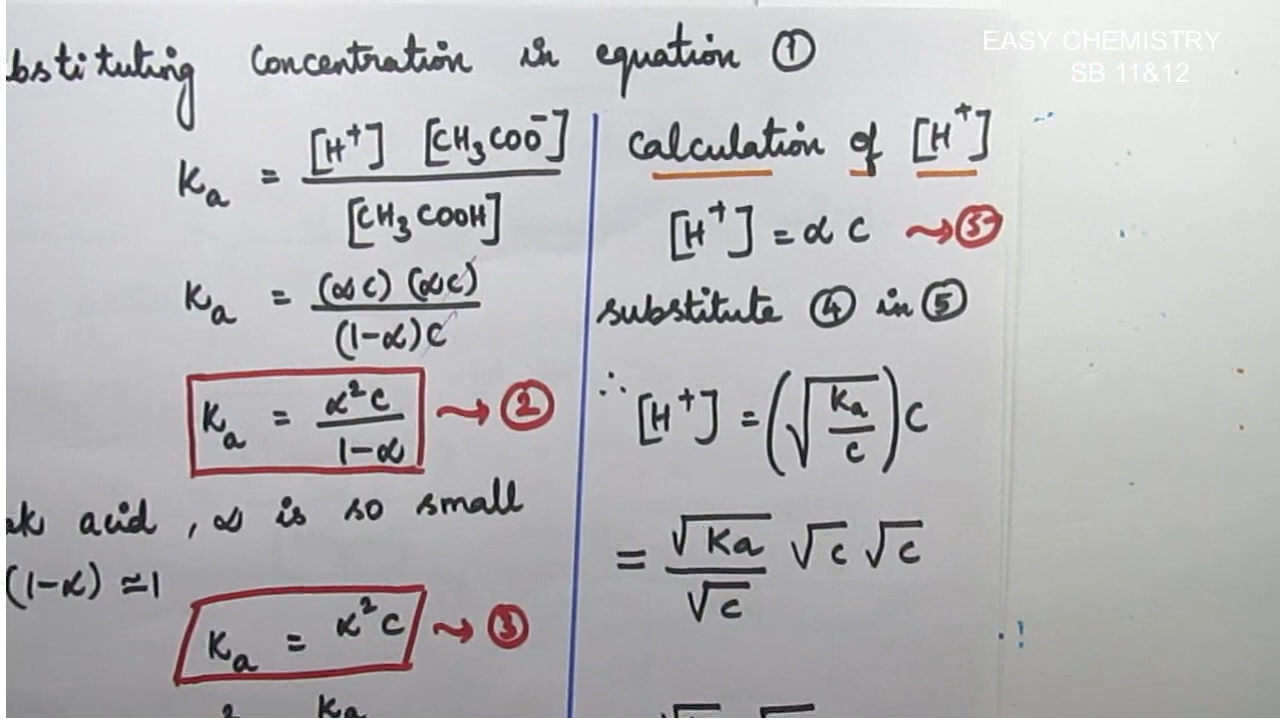 bstituting concentration in equation ①
Ka = [H⁺] [CH₃COO⁻] / [CH₃COOH]
Ka = (αc) (αc) / (1-α)c
Ka = α²c / 1-α → ②
ak acid, α is so small
(1-α) ≃ 1
Ka = α²c → ③
EASY CHEMISTRY
SB 11&12
calculation of [H⁺]
[H⁺] = α c → ⑤
substitute ④ in ⑤
∴ [H⁺] = (√(Ka/c)) c
= √Ka / √c √c √c